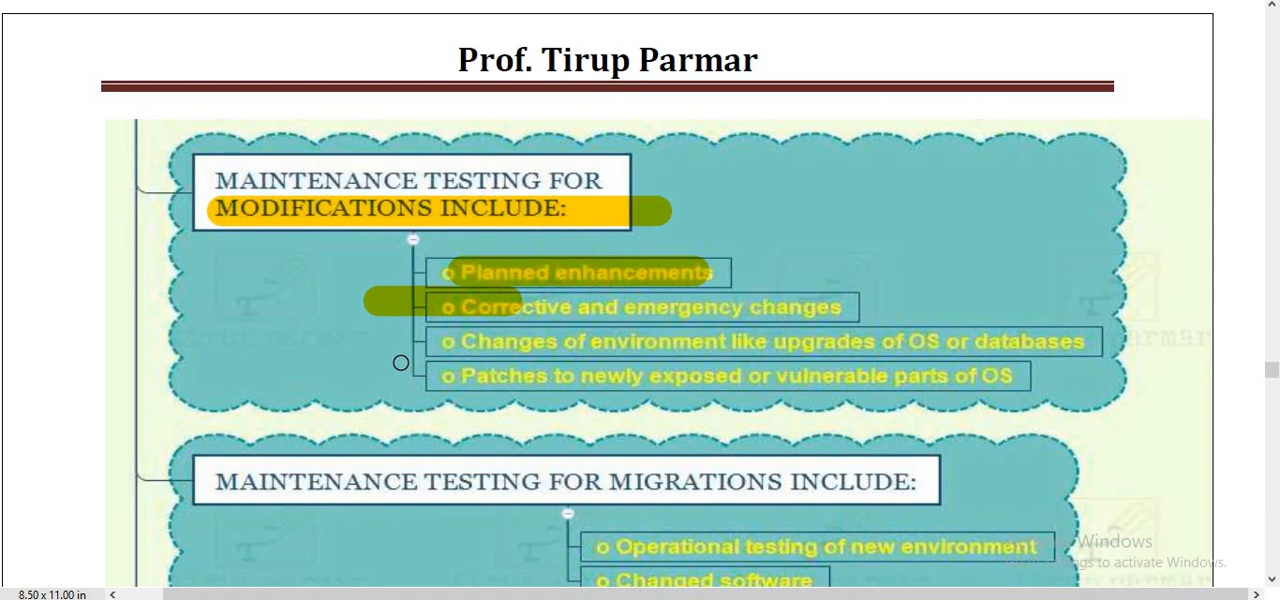 Prof. Tirup Parmar
MAINTENANCE TESTING FOR
MODIFICATIONS INCLUDE:
o Planned enhancements
o Corrective and emergency changes
o Changes of environment like upgrades of OS or databases
o Patches to newly exposed or vulnerable parts of OS
MAINTENANCE TESTING FOR MIGRATIONS INCLUDE:
o Operational testing of new environment
o Changed software
Windows
to activate Windows.
8.50 x 11.00 in